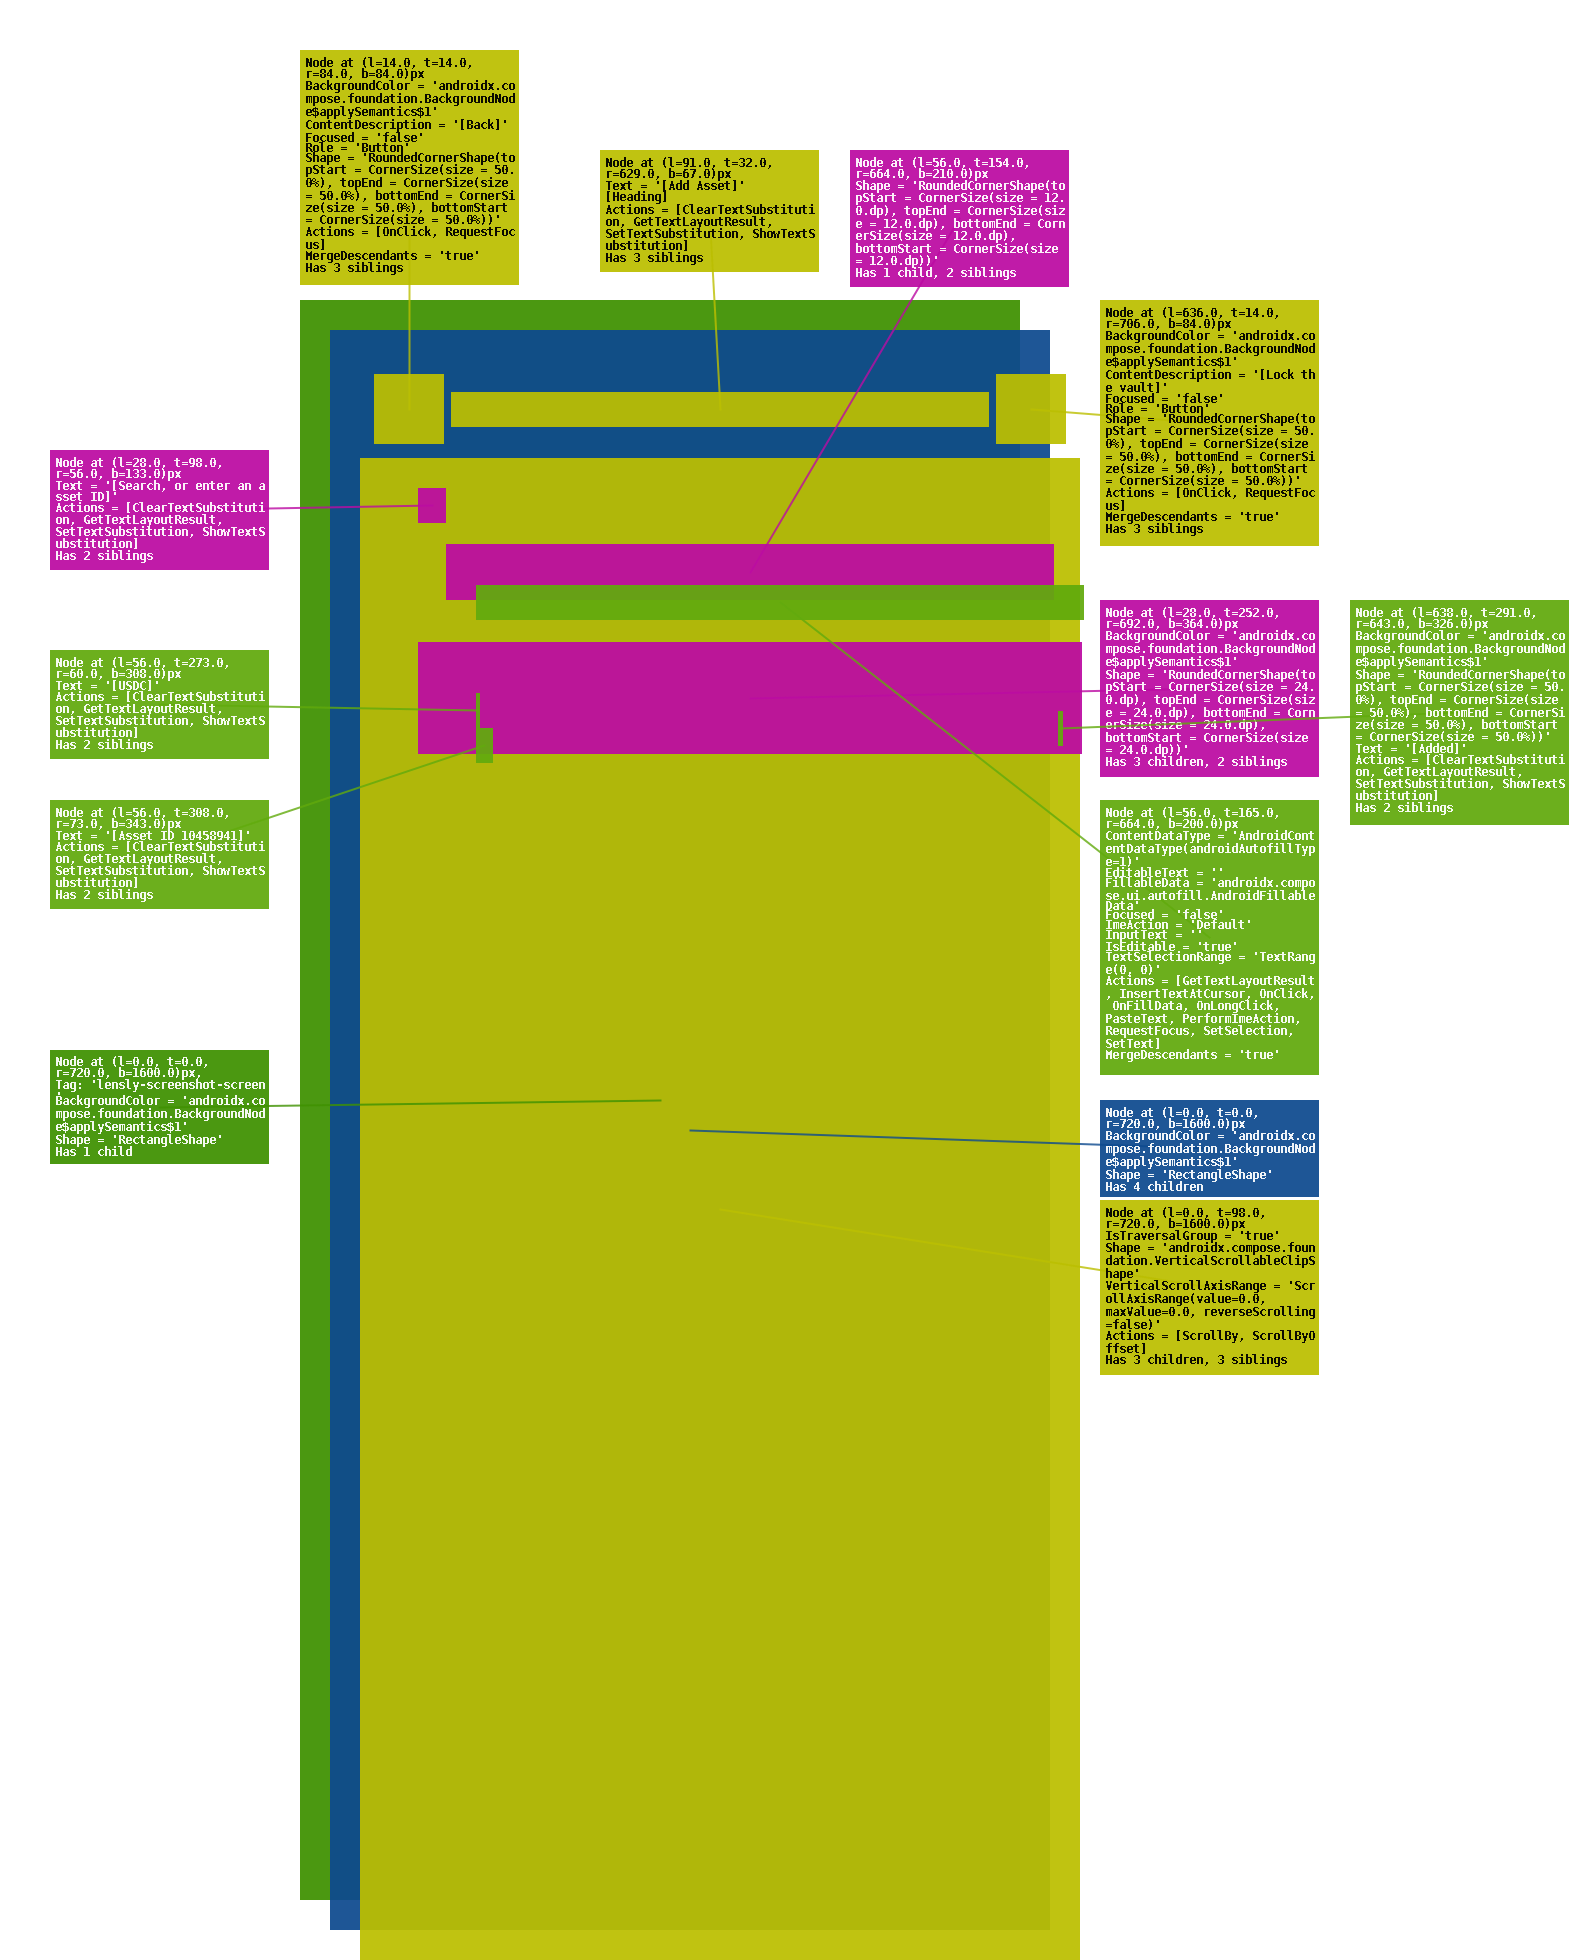 Node at (l=14.0, t=14.0,
r=84.0, b=84.0)px
BackgroundColor = 'androidx.co
mpose.foundation.BackgroundNod
e$applySemantics$1'
ContentDescription = '[Back]'
Focused = 'false'
Role = 'Button'
Shape = 'RoundedCornerShape(to
pStart = CornerSize(size = 50.
0%), topEnd = CornerSize(size
= 50.0%), bottomEnd = CornerSi
ze(size = 50.0%), bottomStart
= CornerSize(size = 50.0%))'
Actions = [OnClick, RequestFoc
us]
MergeDescendants = 'true'
Has 3 siblings
Node at (l=91.0, t=32.0,
r=629.0, b=67.0)px
Text = '[Add Asset]'
[Heading]
Actions = [ClearTextSubstituti
on, GetTextLayoutResult,
SetTextSubstitution, ShowTextS
ubstitution]
Has 3 siblings
Node at (l=56.0, t=154.0,
r=664.0, b=210.0)px
Shape = 'RoundedCornerShape(to
pStart = CornerSize(size = 12.
0.dp), topEnd = CornerSize(siz
e = 12.0.dp), bottomEnd = Corn
erSize(size = 12.0.dp),
bottomStart = CornerSize(size
= 12.0.dp))'
Has 1 child, 2 siblings
Node at (l=636.0, t=14.0,
r=706.0, b=84.0)px
BackgroundColor = 'androidx.co
mpose.foundation.BackgroundNod
e$applySemantics$1'
ContentDescription = '[Lock th
e vault]'
Focused = 'false'
Role = 'Button'
Shape = 'RoundedCornerShape(to
pStart = CornerSize(size = 50.
0%), topEnd = CornerSize(size
= 50.0%), bottomEnd = CornerSi
ze(size = 50.0%), bottomStart
= CornerSize(size = 50.0%))'
Actions = [OnClick, RequestFoc
us]
MergeDescendants = 'true'
Has 3 siblings
Node at (l=28.0, t=98.0,
r=56.0, b=133.0)px
Text = '[Search, or enter an a
sset ID]'
Actions = [ClearTextSubstituti
on, GetTextLayoutResult,
SetTextSubstitution, ShowTextS
ubstitution]
Has 2 siblings
Node at (l=28.0, t=252.0,
r=692.0, b=364.0)px
BackgroundColor = 'androidx.co
mpose.foundation.BackgroundNod
e$applySemantics$1'
Shape = 'RoundedCornerShape(to
pStart = CornerSize(size = 24.
0.dp), topEnd = CornerSize(siz
e = 24.0.dp), bottomEnd = Corn
erSize(size = 24.0.dp),
bottomStart = CornerSize(size
= 24.0.dp))'
Has 3 children, 2 siblings
Node at (l=638.0, t=291.0,
r=643.0, b=326.0)px
BackgroundColor = 'androidx.co
mpose.foundation.BackgroundNod
e$applySemantics$1'
Shape = 'RoundedCornerShape(to
pStart = CornerSize(size = 50.
0%), topEnd = CornerSize(size
= 50.0%), bottomEnd = CornerSi
ze(size = 50.0%), bottomStart
= CornerSize(size = 50.0%))'
Text = '[Added]'
Actions = [ClearTextSubstituti
on, GetTextLayoutResult,
SetTextSubstitution, ShowTextS
ubstitution]
Has 2 siblings
Node at (l=56.0, t=273.0,
r=60.0, b=308.0)px
Text = '[USDC]'
Actions = [ClearTextSubstituti
on, GetTextLayoutResult,
SetTextSubstitution, ShowTextS
ubstitution]
Has 2 siblings
Node at (l=56.0, t=308.0,
r=73.0, b=343.0)px
Text = '[Asset ID 10458941]'
Actions = [ClearTextSubstituti
on, GetTextLayoutResult,
SetTextSubstitution, ShowTextS
ubstitution]
Has 2 siblings
Node at (l=56.0, t=165.0,
r=664.0, b=200.0)px
ContentDataType = 'AndroidCont
entDataType(androidAutofillTyp
e=1)'
EditableText = ''
FillableData = 'androidx.compo
se.ui.autofill.AndroidFillable
Data'
Focused = 'false'
ImeAction = 'Default'
InputText = ''
IsEditable = 'true'
TextSelectionRange = 'TextRang
e(0, 0)'
Actions = [GetTextLayoutResult
, InsertTextAtCursor, OnClick,
OnFillData, OnLongClick,
PasteText, PerformImeAction,
RequestFocus, SetSelection,
SetText]
MergeDescendants = 'true'
Node at (l=0.0, t=0.0,
r=720.0, b=1600.0)px,
Tag: 'lensly-screenshot-screen
'
BackgroundColor = 'androidx.co
mpose.foundation.BackgroundNod
e$applySemantics$1'
Shape = 'RectangleShape'
Has 1 child
Node at (l=0.0, t=0.0,
r=720.0, b=1600.0)px
BackgroundColor = 'androidx.co
mpose.foundation.BackgroundNod
e$applySemantics$1'
Shape = 'RectangleShape'
Has 4 children
Node at (l=0.0, t=98.0,
r=720.0, b=1600.0)px
IsTraversalGroup = 'true'
Shape = 'androidx.compose.foun
dation.VerticalScrollableClipS
hape'
VerticalScrollAxisRange = 'Scr
ollAxisRange(value=0.0,
maxValue=0.0, reverseScrolling
=false)'
Actions = [ScrollBy, ScrollByO
ffset]
Has 3 children, 3 siblings